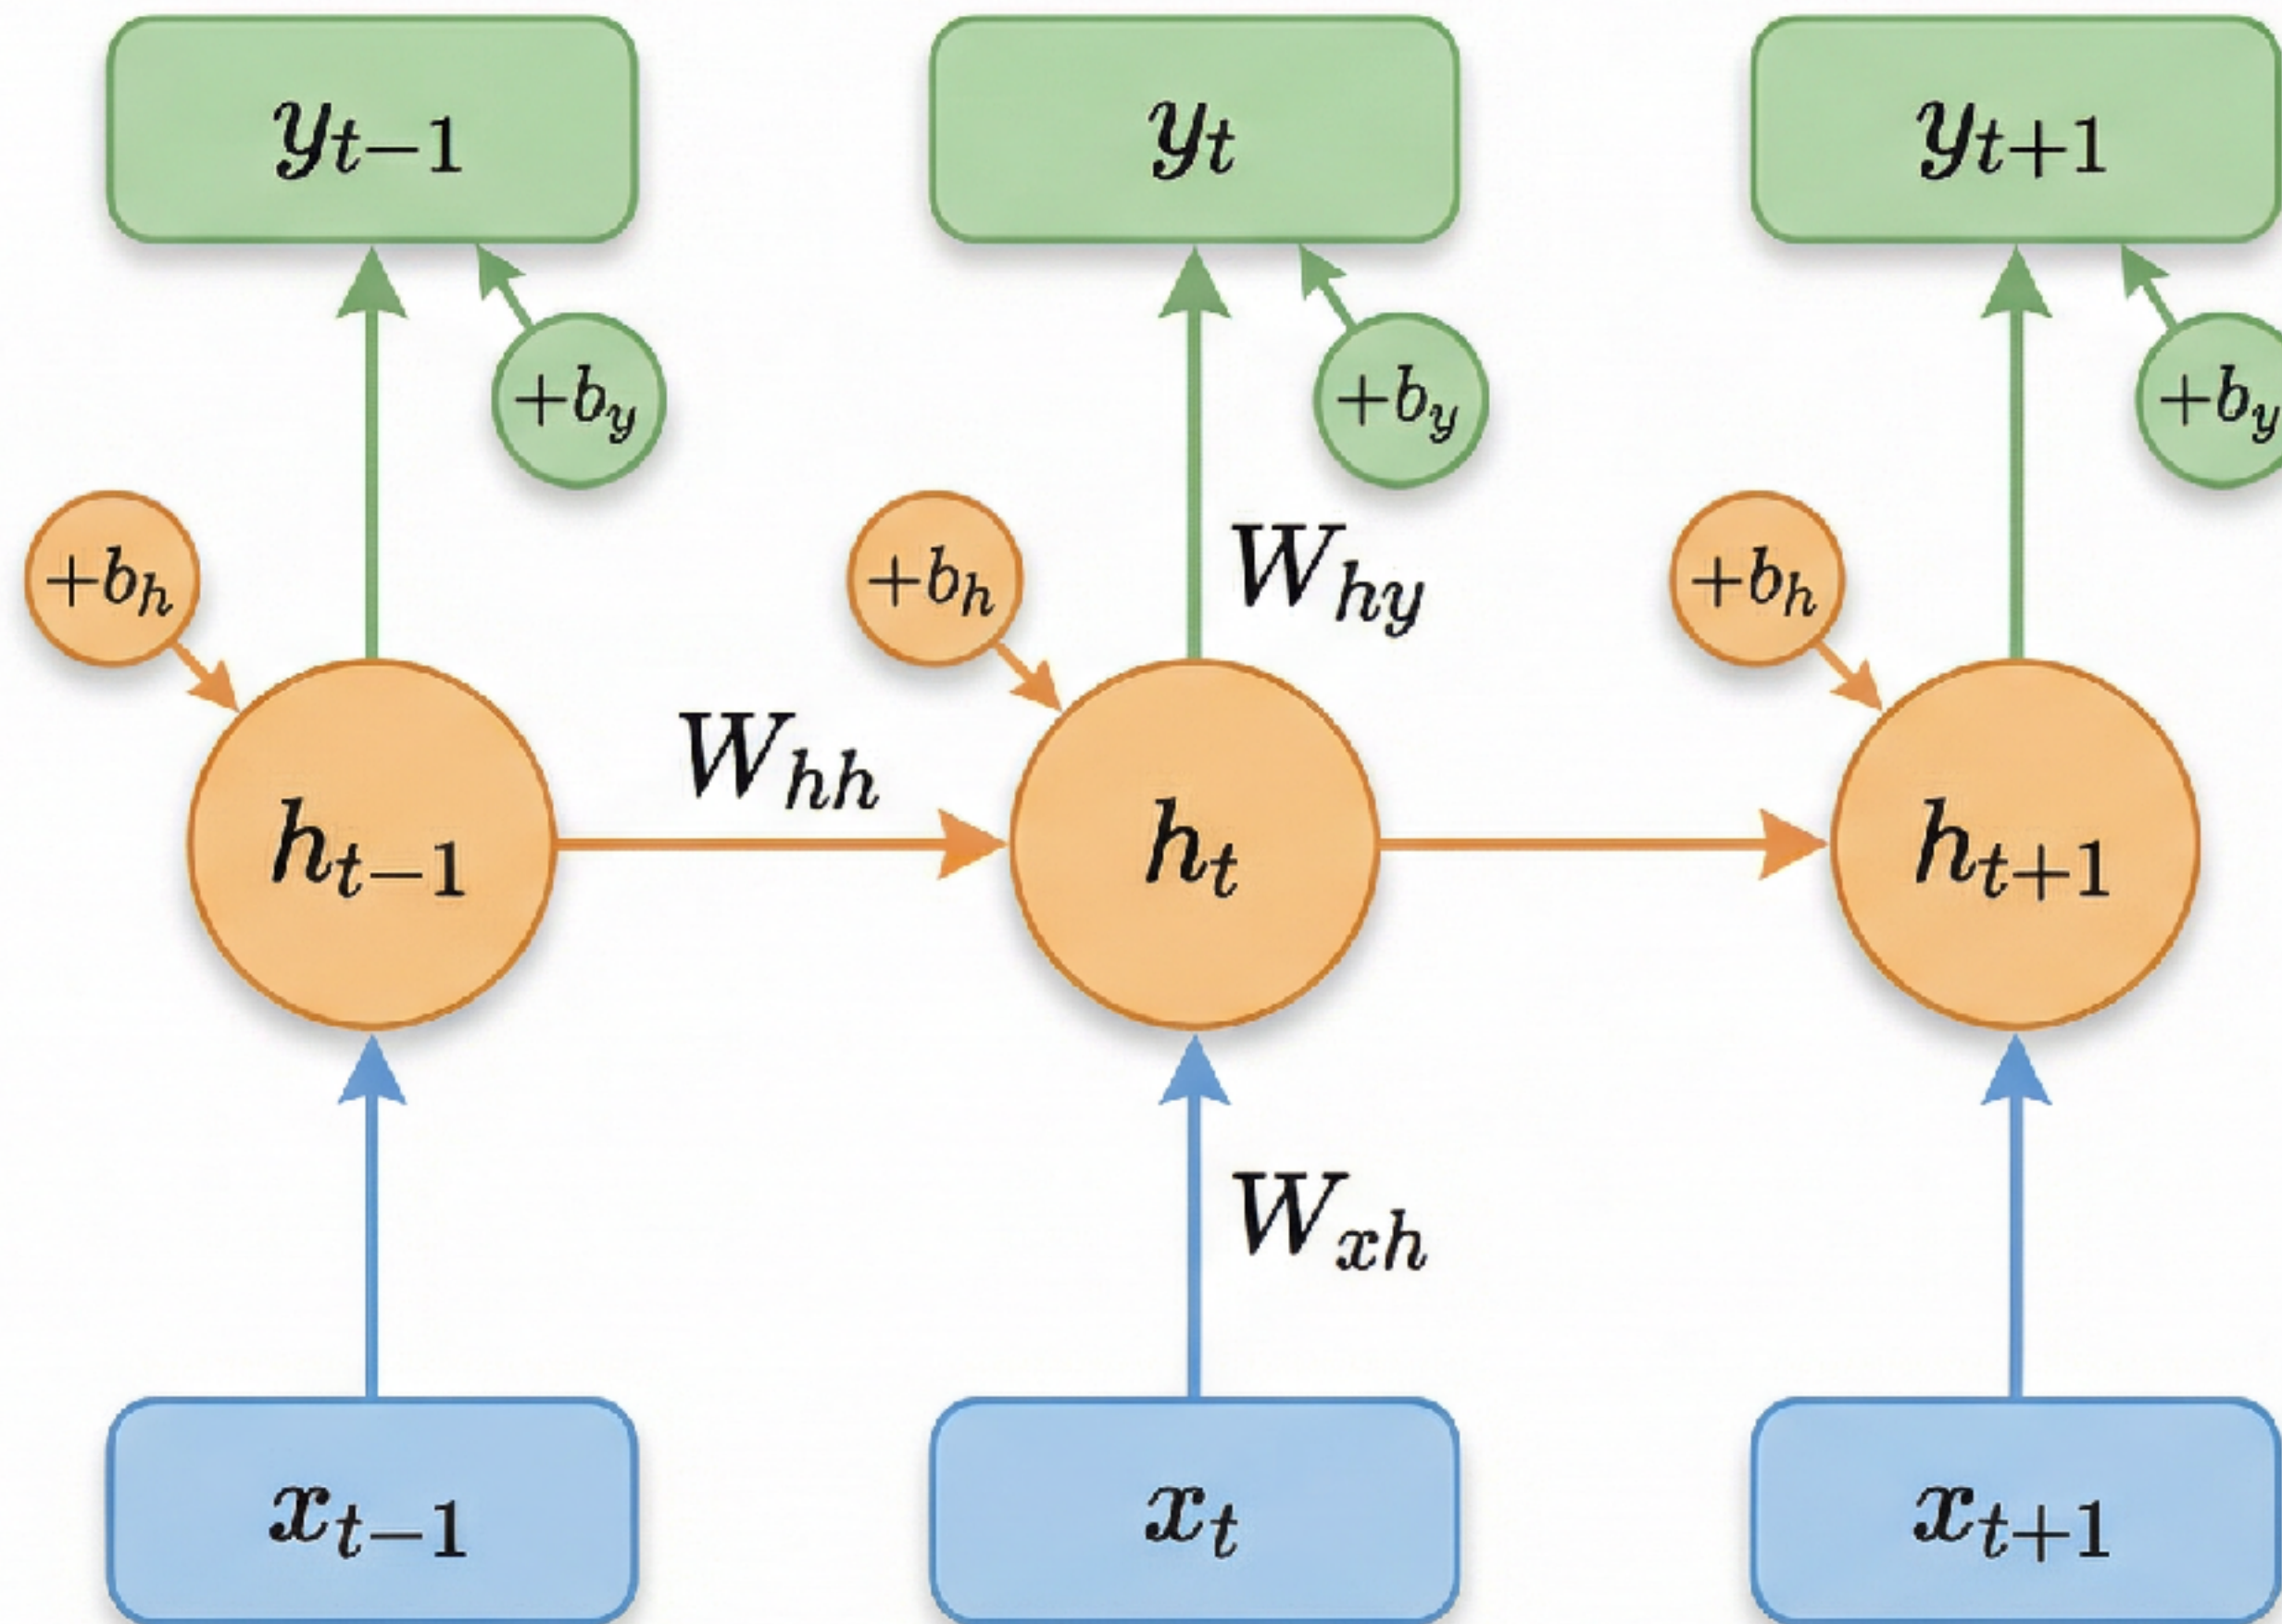 y_{t-1} y_t y_{t+1}
+b_y +b_y +b_y
+b_h +b_h +b_h
W_{hy}
W_{hh}
h_{t-1} h_t h_{t+1}
W_{xh}
x_{t-1} x_t x_{t+1}